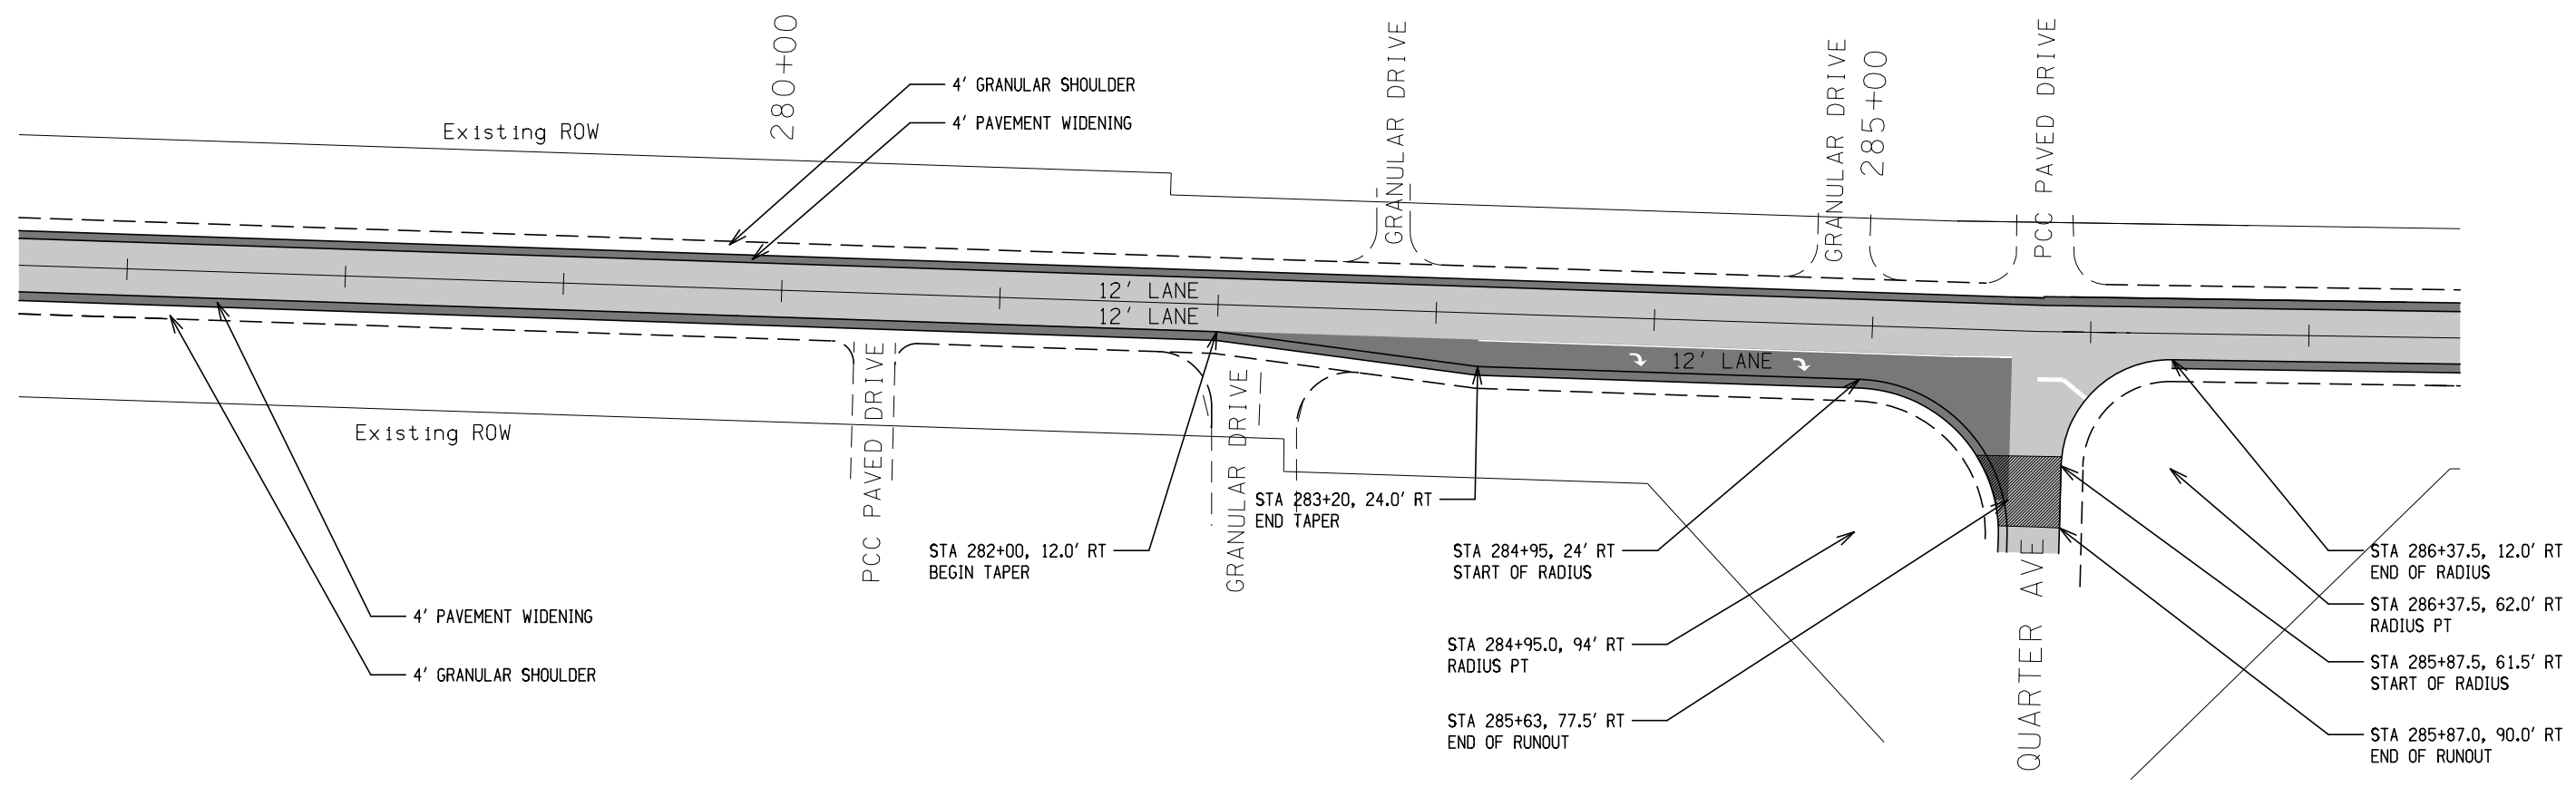 280+00
GRANULAR DRIVE
GRANULAR DRIVE
285+00
PCC PAVED DRIVE
4' GRANULAR SHOULDER
4' PAVEMENT WIDENING
Existing ROW
12' LANE
12' LANE
12' LANE
Existing ROW
PCC PAVED DRIVE
GRANULAR DRIVE
STA 283+20, 24.0' RT
END TAPER
STA 282+00, 12.0' RT
BEGIN TAPER
STA 284+95, 24' RT
START OF RADIUS
QUARTER AVE
STA 286+37.5, 12.0' RT
END OF RADIUS
STA 286+37.5, 62.0' RT
RADIUS PT
4' PAVEMENT WIDENING
STA 284+95.0, 94' RT
RADIUS PT
STA 285+87.5, 61.5' RT
START OF RADIUS
4' GRANULAR SHOULDER
STA 285+63, 77.5' RT
END OF RUNOUT
STA 285+87.0, 90.0' RT
END OF RUNOUT